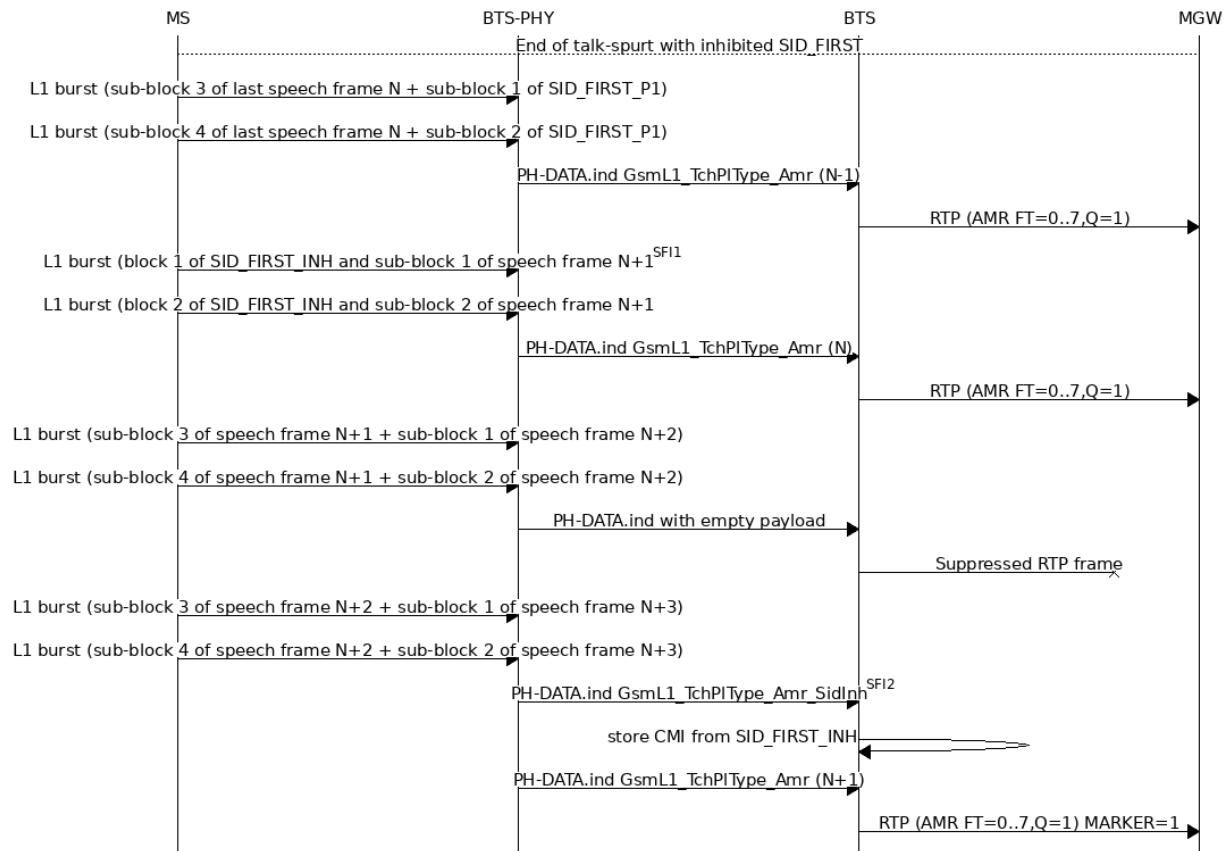 MS BTS-PHY BTS MGW
End of talk-spurt with inhibited SID_FIRST
L1 burst (sub-block 3 of last speech frame N + sub-block 1 of SID_FIRST_P1)
L1 burst (sub-block 4 of last speech frame N + sub-block 2 of SID_FIRST_P1)
PH-DATA.ind GsmL1_TchPlType_Amr (N-1)
RTP (AMR FT=0..7,Q=1)
L1 burst (block 1 of SID_FIRST_INH and sub-block 1 of speech frame N+1 SFI1
L1 burst (block 2 of SID_FIRST_INH and sub-block 2 of speech frame N+1
PH-DATA.ind GsmL1_TchPlType_Amr (N)
RTP (AMR FT=0..7,Q=1)
L1 burst (sub-block 3 of speech frame N+1 + sub-block 1 of speech frame N+2)
L1 burst (sub-block 4 of speech frame N+1 + sub-block 2 of speech frame N+2)
PH-DATA.ind with empty payload
Suppressed RTP frame
L1 burst (sub-block 3 of speech frame N+2 + sub-block 1 of speech frame N+3)
L1 burst (sub-block 4 of speech frame N+2 + sub-block 2 of speech frame N+3)
PH-DATA.ind GsmL1_TchPlType_Amr_SidInh SFI2
store CMI from SID_FIRST_INH
PH-DATA.ind GsmL1_TchPlType_Amr (N+1)
RTP (AMR FT=0..7,Q=1) MARKER=1